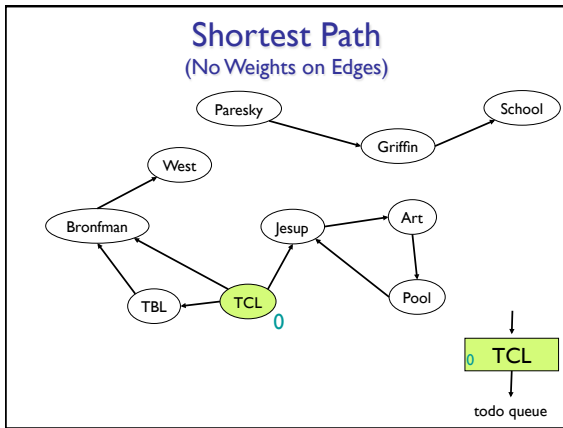 Shortest Path
(No Weights on Edges)
Paresky
School
Griffin
West
Bronfman
Jesup
Art
TBL
TCL
0
Pool
0 TCL
todo queue